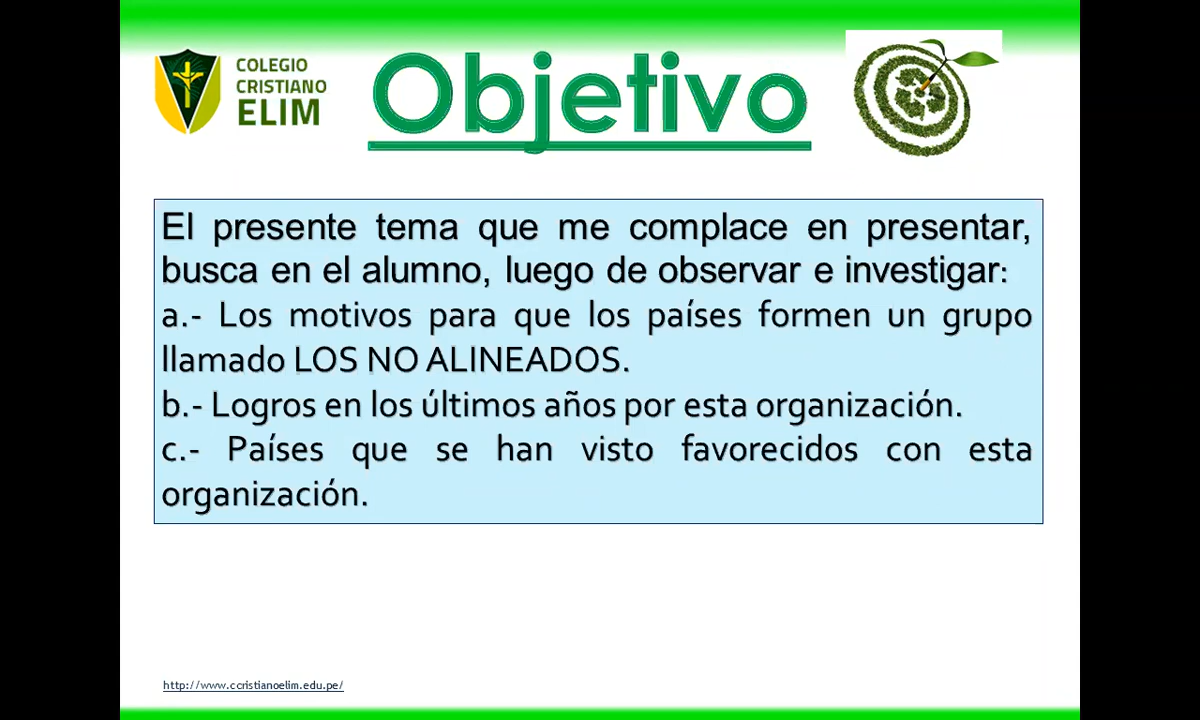 COLEGIO
CRISTIANO
ELIM
Objetivo
El presente tema que me complace en presentar,
busca en el alumno, luego de observar e investigar:
a.- Los motivos para que los países formen un grupo
llamado LOS NO ALINEADOS.
b.- Logros en los últimos años por esta organización.
c.- Países que se han visto favorecidos con esta
organización.
http://www.ccristianoelim.edu.pe/